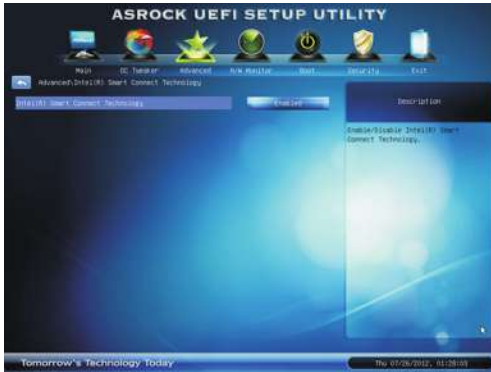 ASROCK UEFI SETUP UTILITY
Main OC Tweaker Advanced H/W Monitor Boot Security Exit
Advanced\Intel(R) Smart Connect Technology
Intel(R) Smart Connect Technology Enabled
Description
Enable/Disable Intel(R) Smart
Connect Technology.
Tomorrow's Technology Today
Thu 07/26/2012, 01:28: